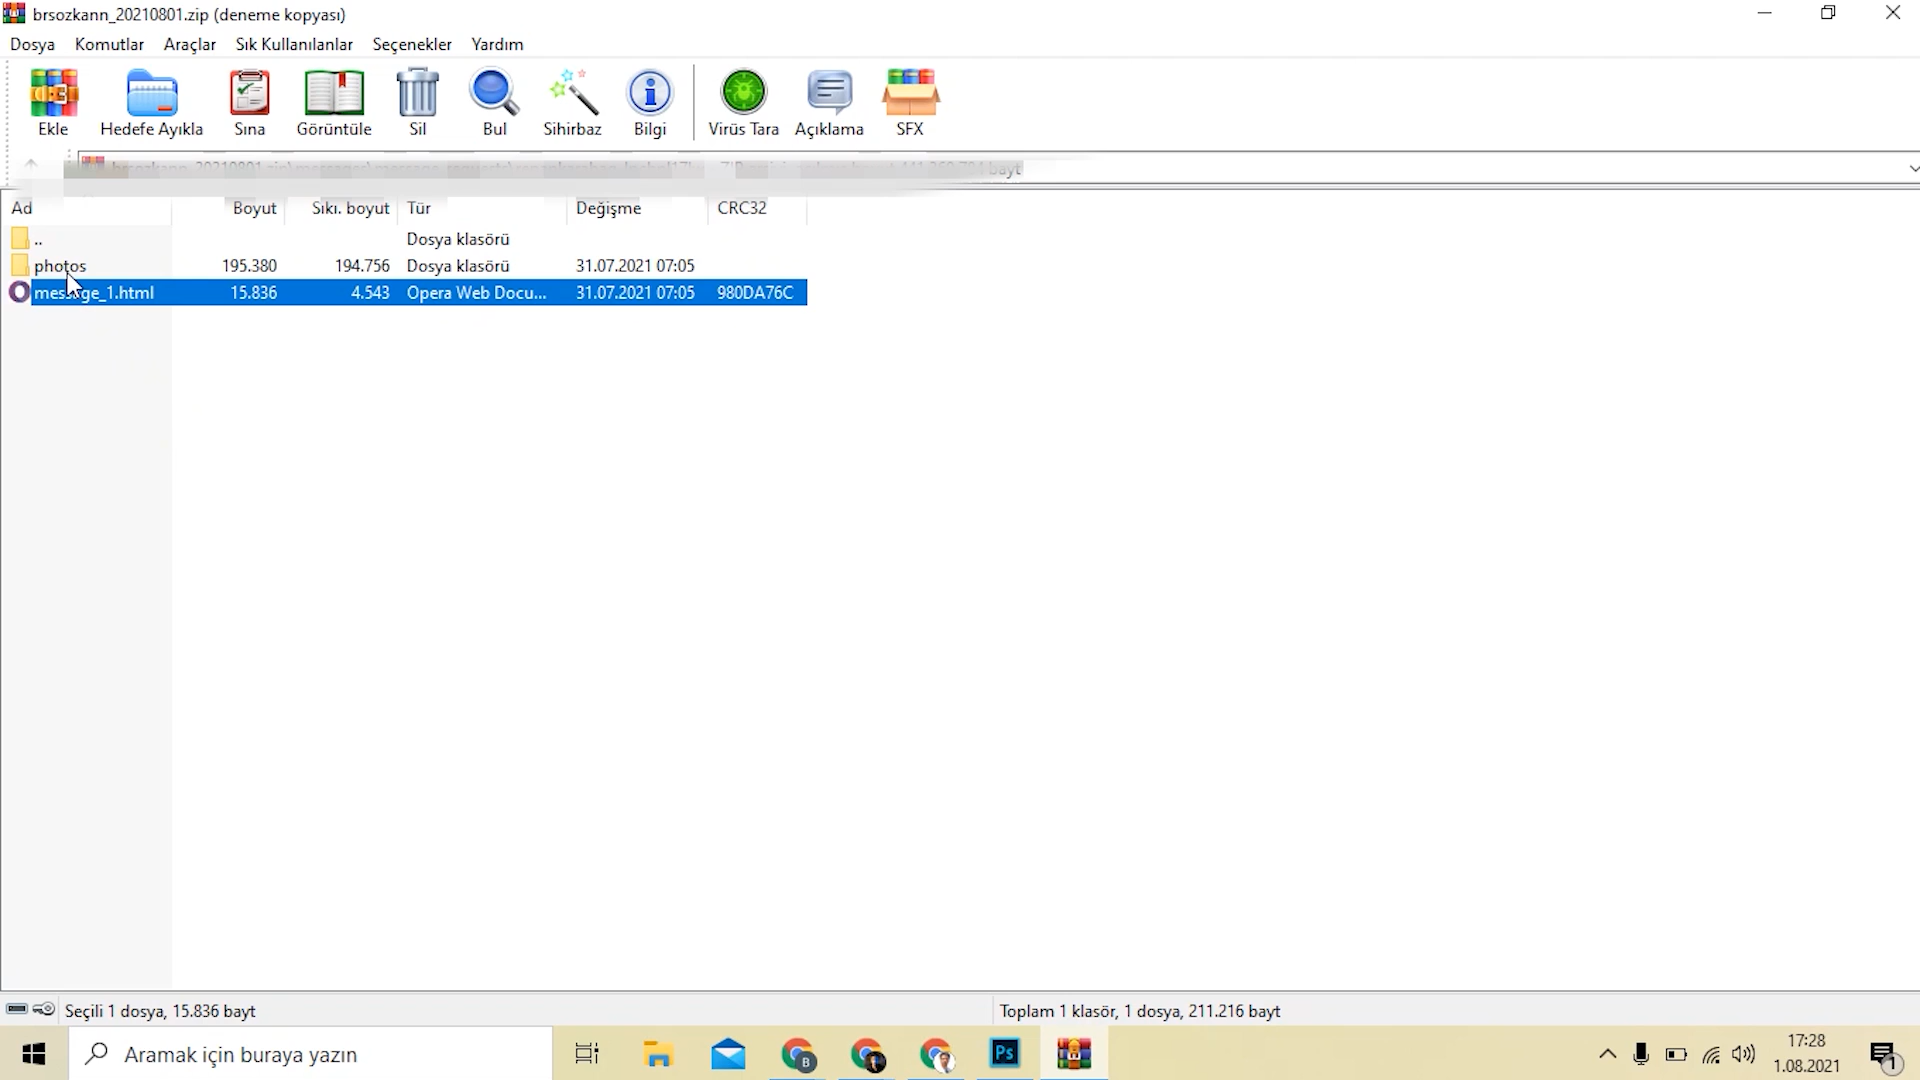 brsozkann_20210801.zip (deneme kopyası)
Dosya Komutlar Araçlar Sık Kullanılanlar Seçenekler Yardım
Ekle Hedefe Ayıkla Sına Görüntüle Sil Bul Sihirbaz Bilgi Virüs Tara Açıklama SFX
bayt
Ad Boyut Sıkı. boyut Tür Değişme CRC32
.. Dosya klasörü
photos 195.380 194.756 Dosya klasörü 31.07.2021 07:05
message_1.html 15.836 4.543 Opera Web Docu... 31.07.2021 07:05 980DA76C
Seçili 1 dosya, 15.836 bayt Toplam 1 klasör, 1 dosya, 211.216 bayt
Aramak için buraya yazın B Ps 17:28
1.08.2021 1